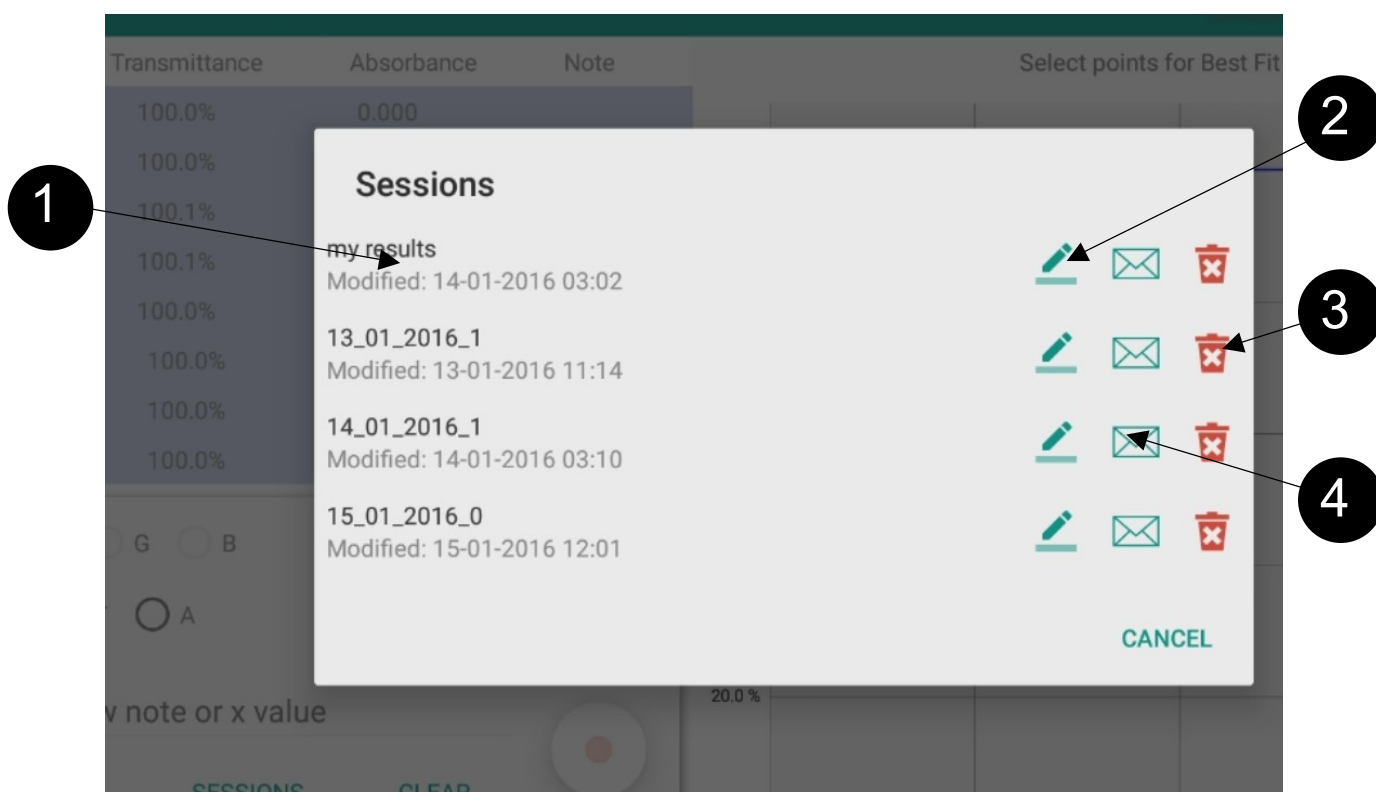 Transmittance Absorbance Note
Select points for Best Fit
100.0% 0.000
100.0%
100.1%
100.1%
100.0%
100.0%
100.0%
100.0%
G B
A
note or x value
SESSIONS CLEAR
20.0 %
Sessions
my results
Modified: 14-01-2016 03:02
13_01_2016_1
Modified: 13-01-2016 11:14
14_01_2016_1
Modified: 14-01-2016 03:10
15_01_2016_0
Modified: 15-01-2016 12:01
CANCEL
1
2
3
4